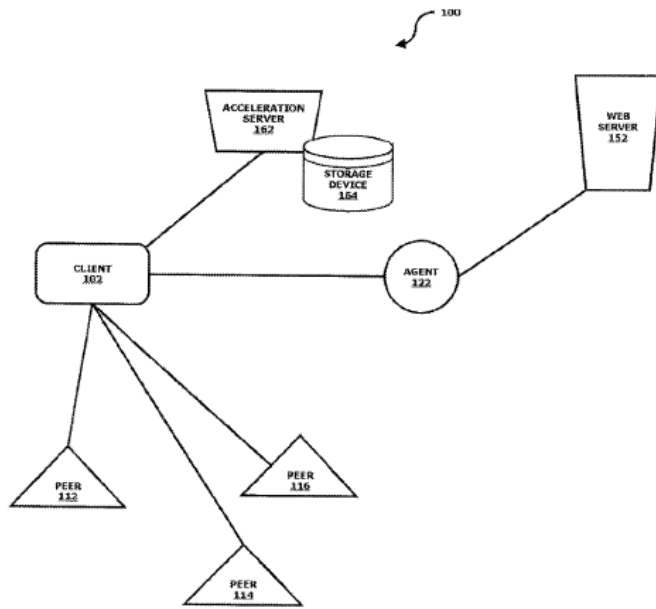 100
ACCELERATION
SERVER
162
WEB
SERVER
152
STORAGE
DEVICE
164
CLIENT
102
AGENT
122
PEER
112
PEER
116
PEER
114